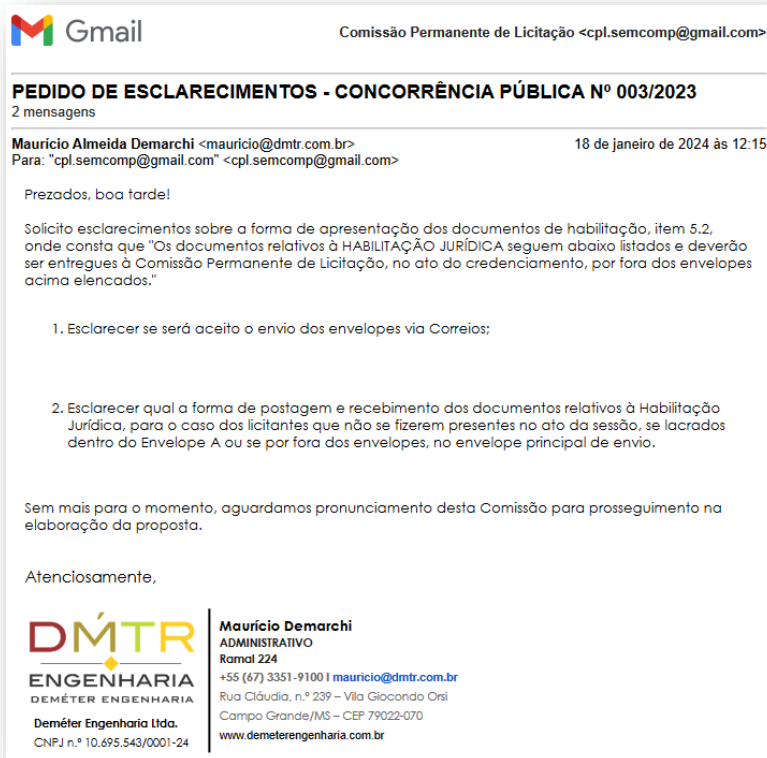 Gmail
Comissão Permanente de Licitação <cpl.semcomp@gmail.com>
PEDIDO DE ESCLARECIMENTOS - CONCORRÊNCIA PÚBLICA Nº 003/2023
2 mensagens
Maurício Almeida Demarchi <mauricio@dmtr.com.br>
18 de janeiro de 2024 às 12:15
Para: "cpl.semcomp@gmail.com" <cpl.semcomp@gmail.com>
Prezados, boa tarde!
Solicito esclarecimentos sobre a forma de apresentação dos documentos de habilitação, item 5.2,
onde consta que "Os documentos relativos à HABILITAÇÃO JURÍDICA seguem abaixo listados e deverão
ser entregues à Comissão Permanente de Licitação, no ato do credenciamento, por fora dos envelopes
acima elencados."
1. Esclarecer se será aceito o envio dos envelopes via Correios;
2. Esclarecer qual a forma de postagem e recebimento dos documentos relativos à Habilitação
Jurídica, para o caso dos licitantes que não se fizerem presentes no ato da sessão, se lacrados
dentro do Envelope A ou se por fora dos envelopes, no envelope principal de envio.
Sem mais para o momento, aguardamos pronunciamento desta Comissão para prosseguimento na
elaboração da proposta.
Atenciosamente,
DḾTR
ENGENHARIA
DEMÉTER ENGENHARIA
Deméter Engenharia Ltda.
CNPJ n.º 10.695.543/0001-24
Maurício Demarchi
ADMINISTRATIVO
Ramal 224
+55 (67) 3351-9100 I mauricio@dmtr.com.br
Rua Cláudia, n.º 239 – Vila Giocondo Orsi
Campo Grande/MS – CEP 79022-070
www.demeterengenharia.com.br